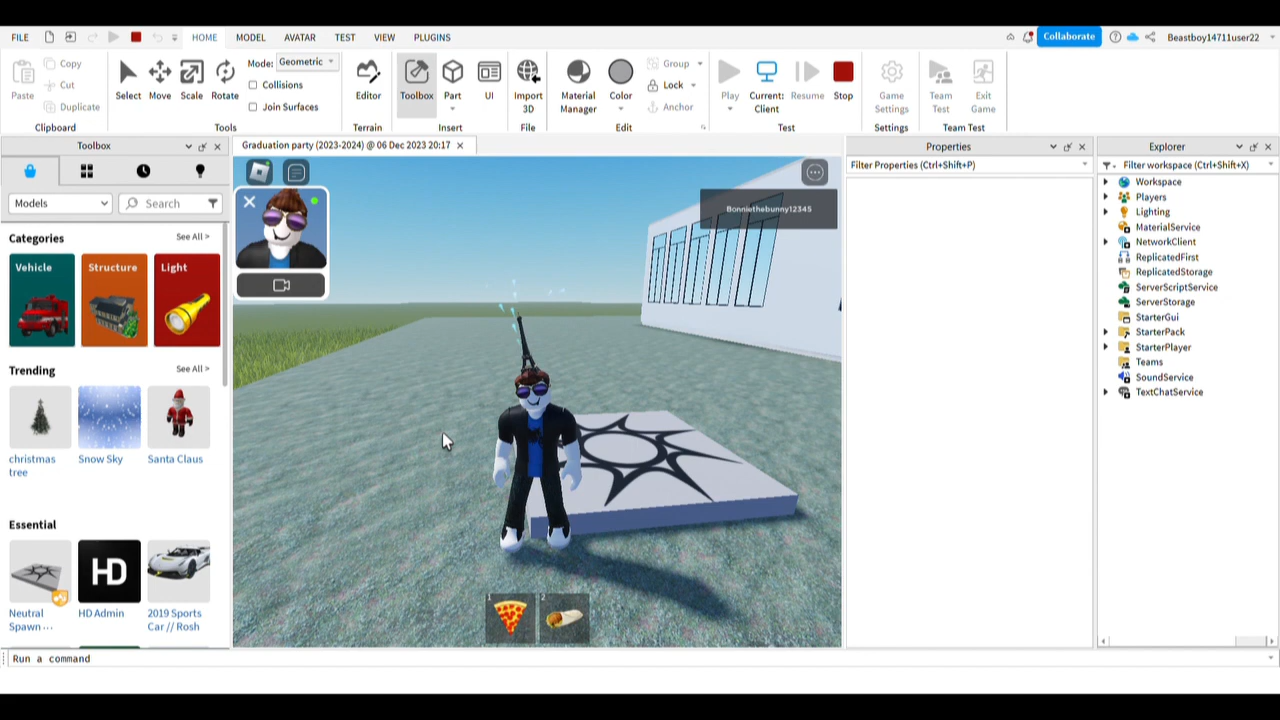 FILE HOME MODEL AVATAR TEST VIEW PLUGINS Collaborate Beastboy14711user22
Paste Copy Cut Duplicate Clipboard
Select Move Scale Rotate Mode: Geometric Collisions Join Surfaces Tools
Editor Terrain
Toolbox Part UI Insert
Import 3D File
Material Manager Color Group Lock Anchor Edit
Play Current: Client Resume Stop Test
Game Settings Settings
Team Test Exit Game Team Test
Toolbox
Models Search
Categories See All >
Vehicle Structure Light
Trending See All >
christmas tree Snow Sky Santa Claus
Essential
HD
Neutral Spawn ... HD Admin 2019 Sports Car // Rosh
Graduation party (2023-2024) @ 06 Dec 2023 20:17
Bonniethebunny12345
1 2
Properties
Filter Properties (Ctrl+Shift+P)
Explorer
Filter workspace (Ctrl+Shift+X)
Workspace
Players
Lighting
MaterialService
NetworkClient
ReplicatedFirst
ReplicatedStorage
ServerScriptService
ServerStorage
StarterGui
StarterPack
StarterPlayer
Teams
SoundService
TextChatService
Run a command